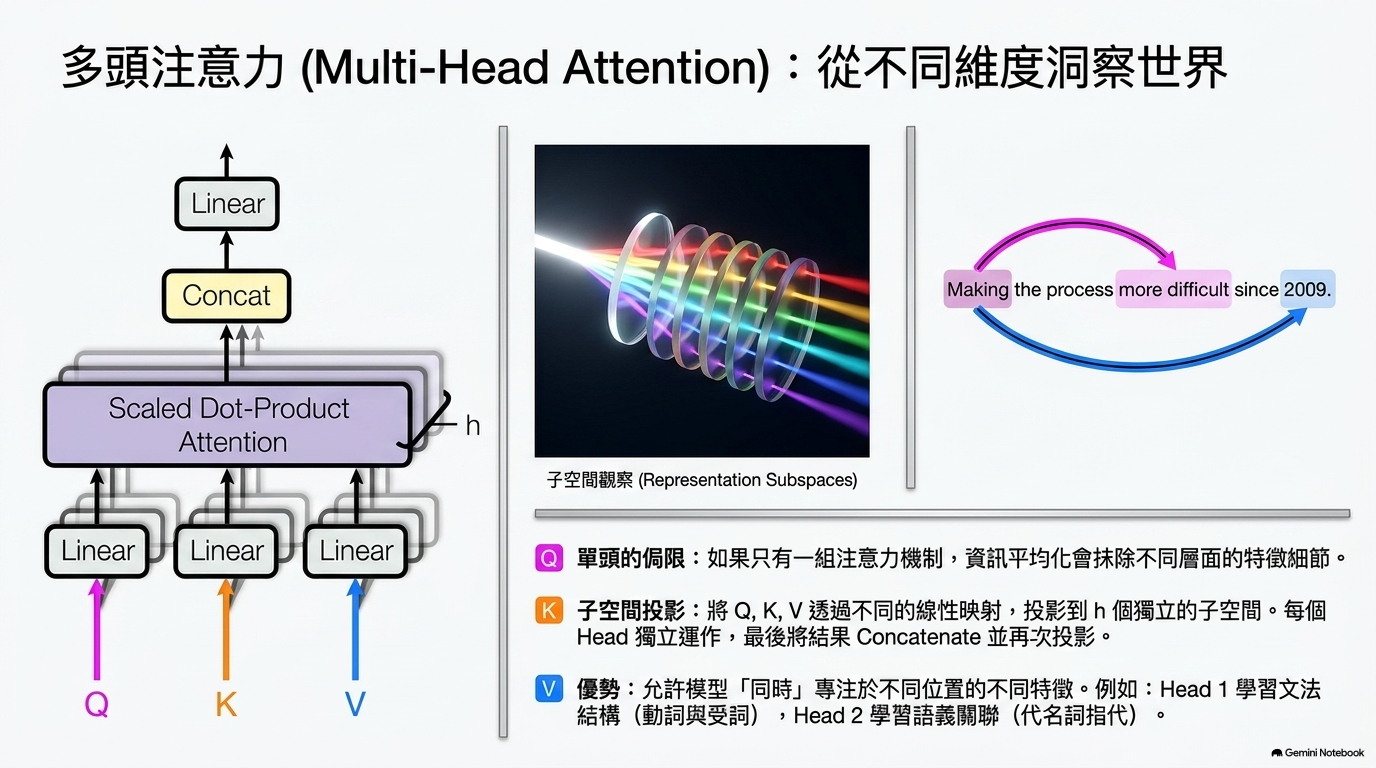 多頭注意力 (Multi-Head Attention)：從不同維度洞察世界
Linear
Concat
Scaled Dot-Product
Attention
h
Linear
Linear
Linear
Q
K
V
子空間觀察 (Representation Subspaces)
Making the process more difficult since 2009.
Q 單頭的侷限：如果只有一組注意力機制，資訊平均化會抹除不同層面的特徵細節。
K 子空間投影：將 Q, K, V 透過不同的線性映射，投影到 h 個獨立的子空間。每個
Head 獨立運作，最後將結果 Concatenate 並再次投影。
V 優勢：允許模型「同時」專注於不同位置的不同特徵。例如：Head 1 學習文法
結構（動詞與受詞），Head 2 學習語義關聯（代名詞指代）。
Gemini Notebook